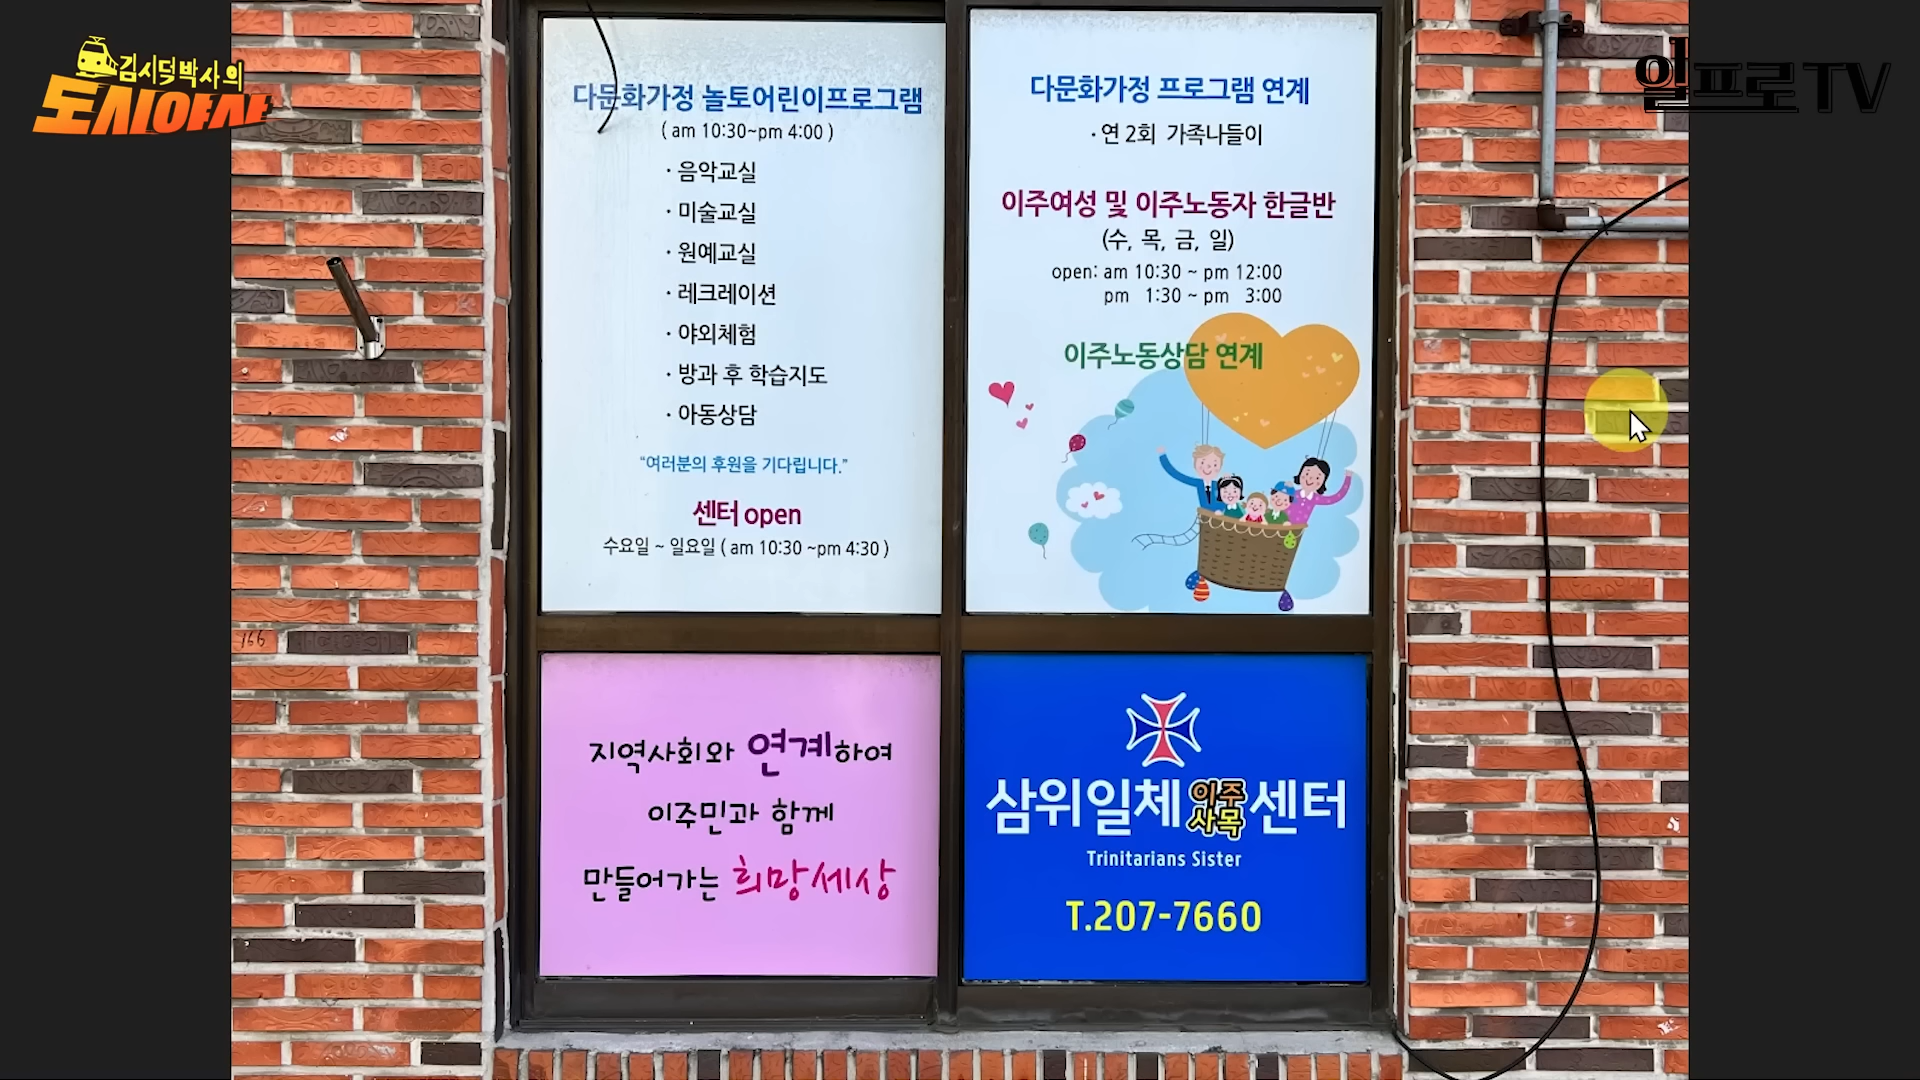 김시덕박사의
도시야사
일프로TV
다문화가정 놀토어린이프로그램
( am 10:30~pm 4:00 )
· 음악교실
· 미술교실
· 원예교실
· 레크레이션
· 야외체험
· 방과 후 학습지도
· 아동상담
“여러분의 후원을 기다립니다.”
센터 open
수요일 ~ 일요일 ( am 10:30 ~pm 4:30 )
다문화가정 프로그램 연계
· 연 2회 가족나들이
이주여성 및 이주노동자 한글반
(수, 목, 금, 일)
open: am 10:30 ~ pm 12:00
pm 1:30 ~ pm 3:00
이주노동상담 연계
지역사회와 연계하여
이주민과 함께
만들어가는 희망세상
삼위일체 이주사목 센터
Trinitarians Sister
T.207-7660
166